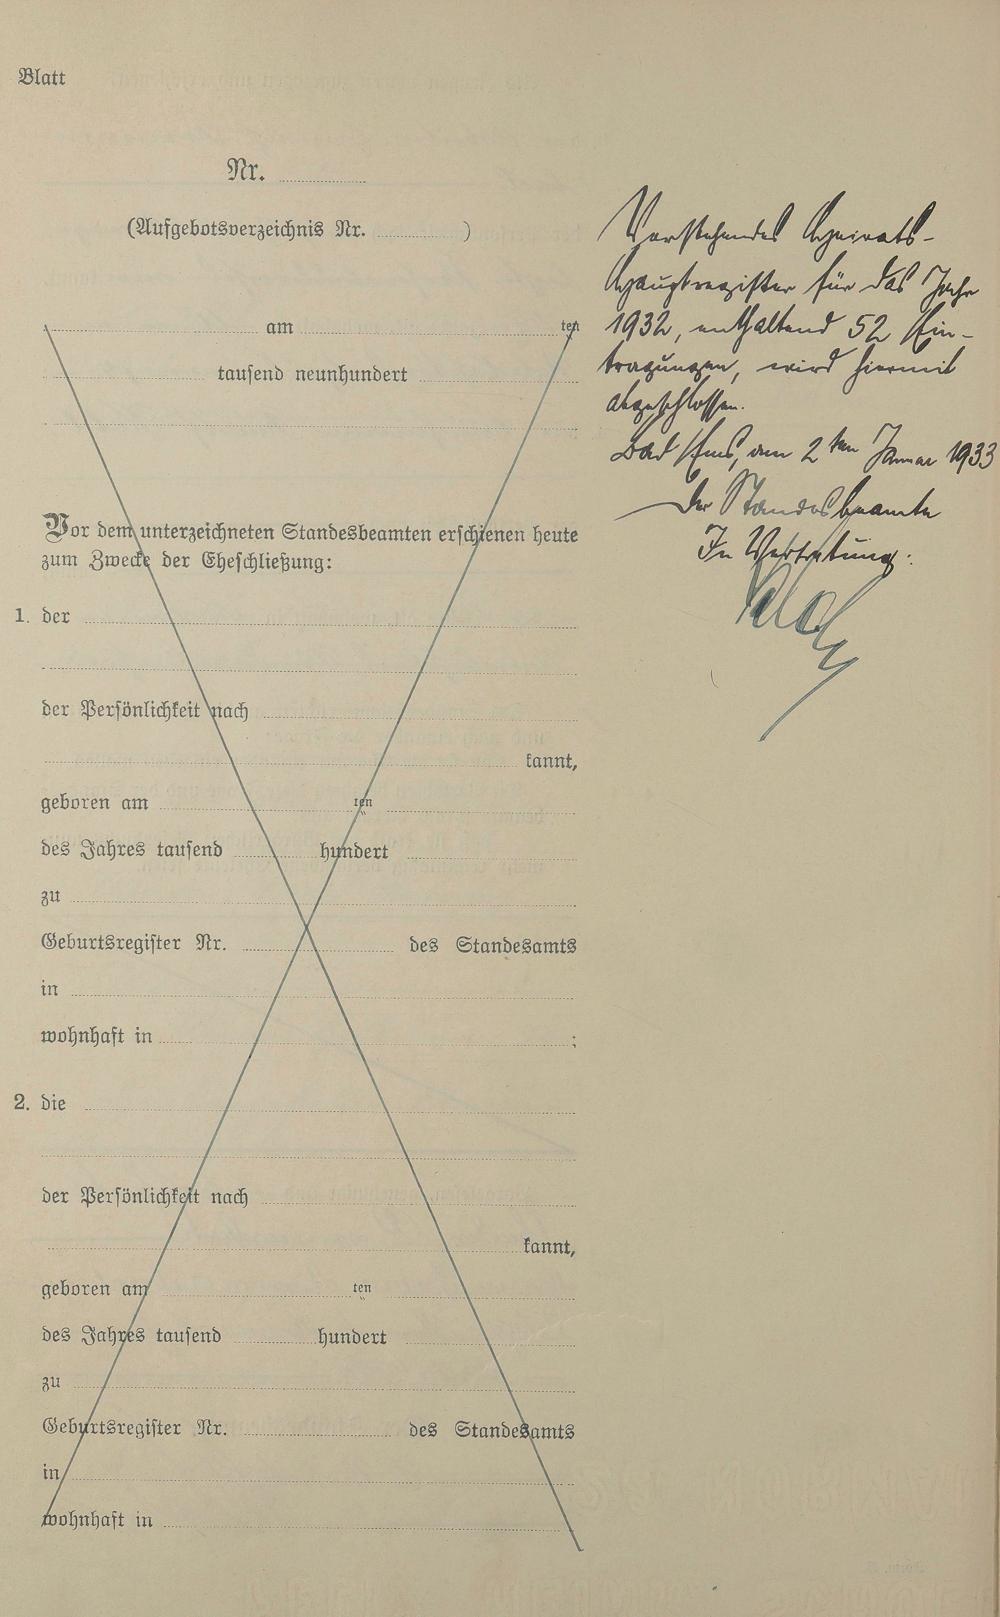 Blatt
Nr.
(Aufgebotsverzeichnis Nr. )
am ten
tausend neunhundert
Vor dem unterzeichneten Standesbeamten erschienen heute
zum Zwecke der Eheschließung:
1. der
der Persönlichkeit nach
kannt,
geboren am ten
des Jahres tausend hundert
zu
Geburtsregister Nr. des Standesamts
in
wohnhaft in ;
2. die
der Persönlichkeit nach
kannt,
geboren am ten
des Jahres tausend hundert
zu
Geburtsregister Nr. des Standesamts
in
wohnhaft in
Vorstehendes Heirats-
Hauptregister für das Jahr
1932, enthaltend 52 Ein-
tragungen, wird hiermit
abgeschlossen.
Bad Ems, den 2ten Januar 1933
Der Standesbeamte
In Vertretung: